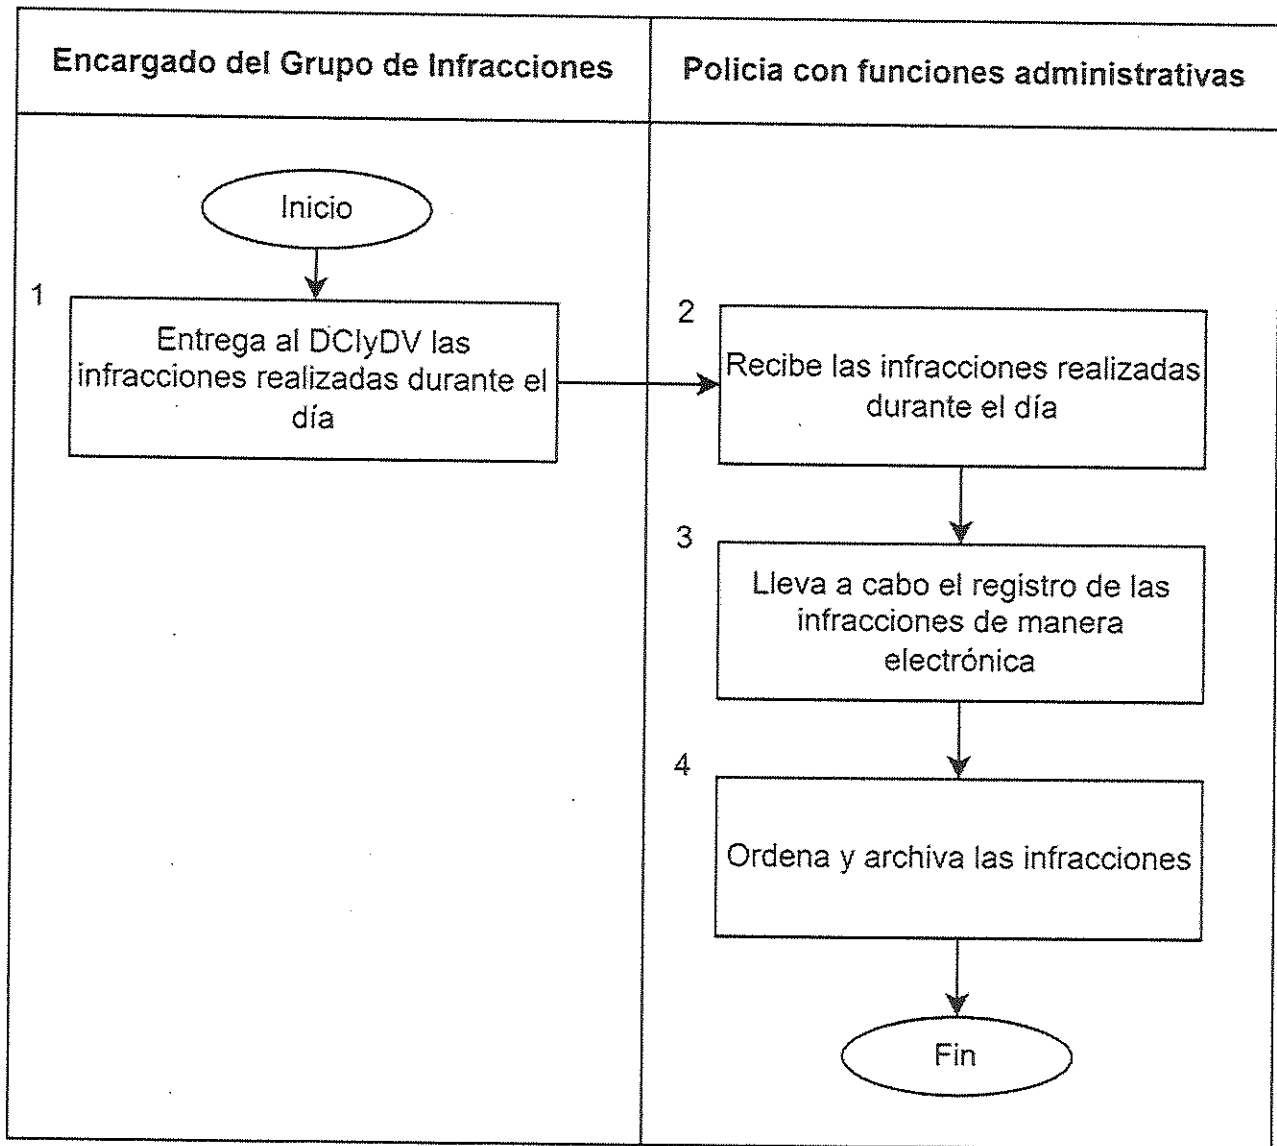 Encargado del Grupo de Infracciones
Policia con funciones administrativas
Inicio
1
Entrega al DCIyDV las
infracciones realizadas durante el
día
2
Recibe las infracciones realizadas
durante el día
3
Lleva a cabo el registro de las
infracciones de manera
electrónica
4
Ordena y archiva las infracciones
Fin